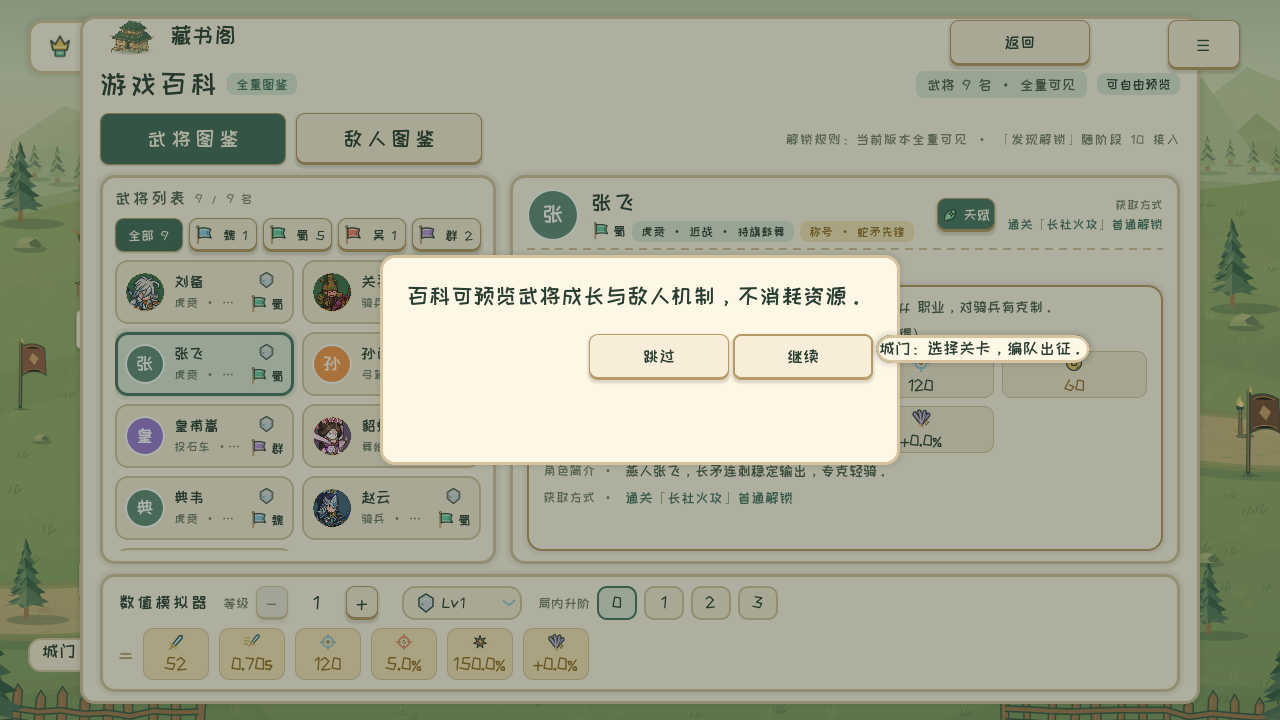 藏书阁
返回
☰
游戏百科
全量图鉴
武将 9 名 · 全量可见
可自由预览
武将图鉴
敌人图鉴
解锁规则：当前版本全量可见 · 「发现解锁」随阶段 10 接入
武将列表 9 / 9 名
全部 9
魏 1
蜀 5
吴 1
群 2
刘备
虎贲 · …
蜀
张
张飞
虎贲 · …
蜀
孙
皇
皇甫嵩
投石车 · …
群
典
典韦
虎贲 · …
魏
赵云
骑兵 · …
蜀
张
张飞
蜀
虎贲 · 近战 · 持旗鼓舞
称号 · 蛇矛先锋
天赋
获取方式
通关「长社火攻」首通解锁
职业，对骑兵有克制．
百科可预览武将成长与敌人机制，不消耗资源．
跳过
继续
城门：选择关卡，编队出征．
120
60
+0.0%
角色简介 · 燕人张飞，长矛连刺稳定输出，专克轻骑．
获取方式 · 通关「长社火攻」首通解锁
数值模拟器
等级
−
1
+
Lv1
局内升阶
0
1
2
3
=
52
0.70s
120
5.0%
150.0%
+0.0%
城门